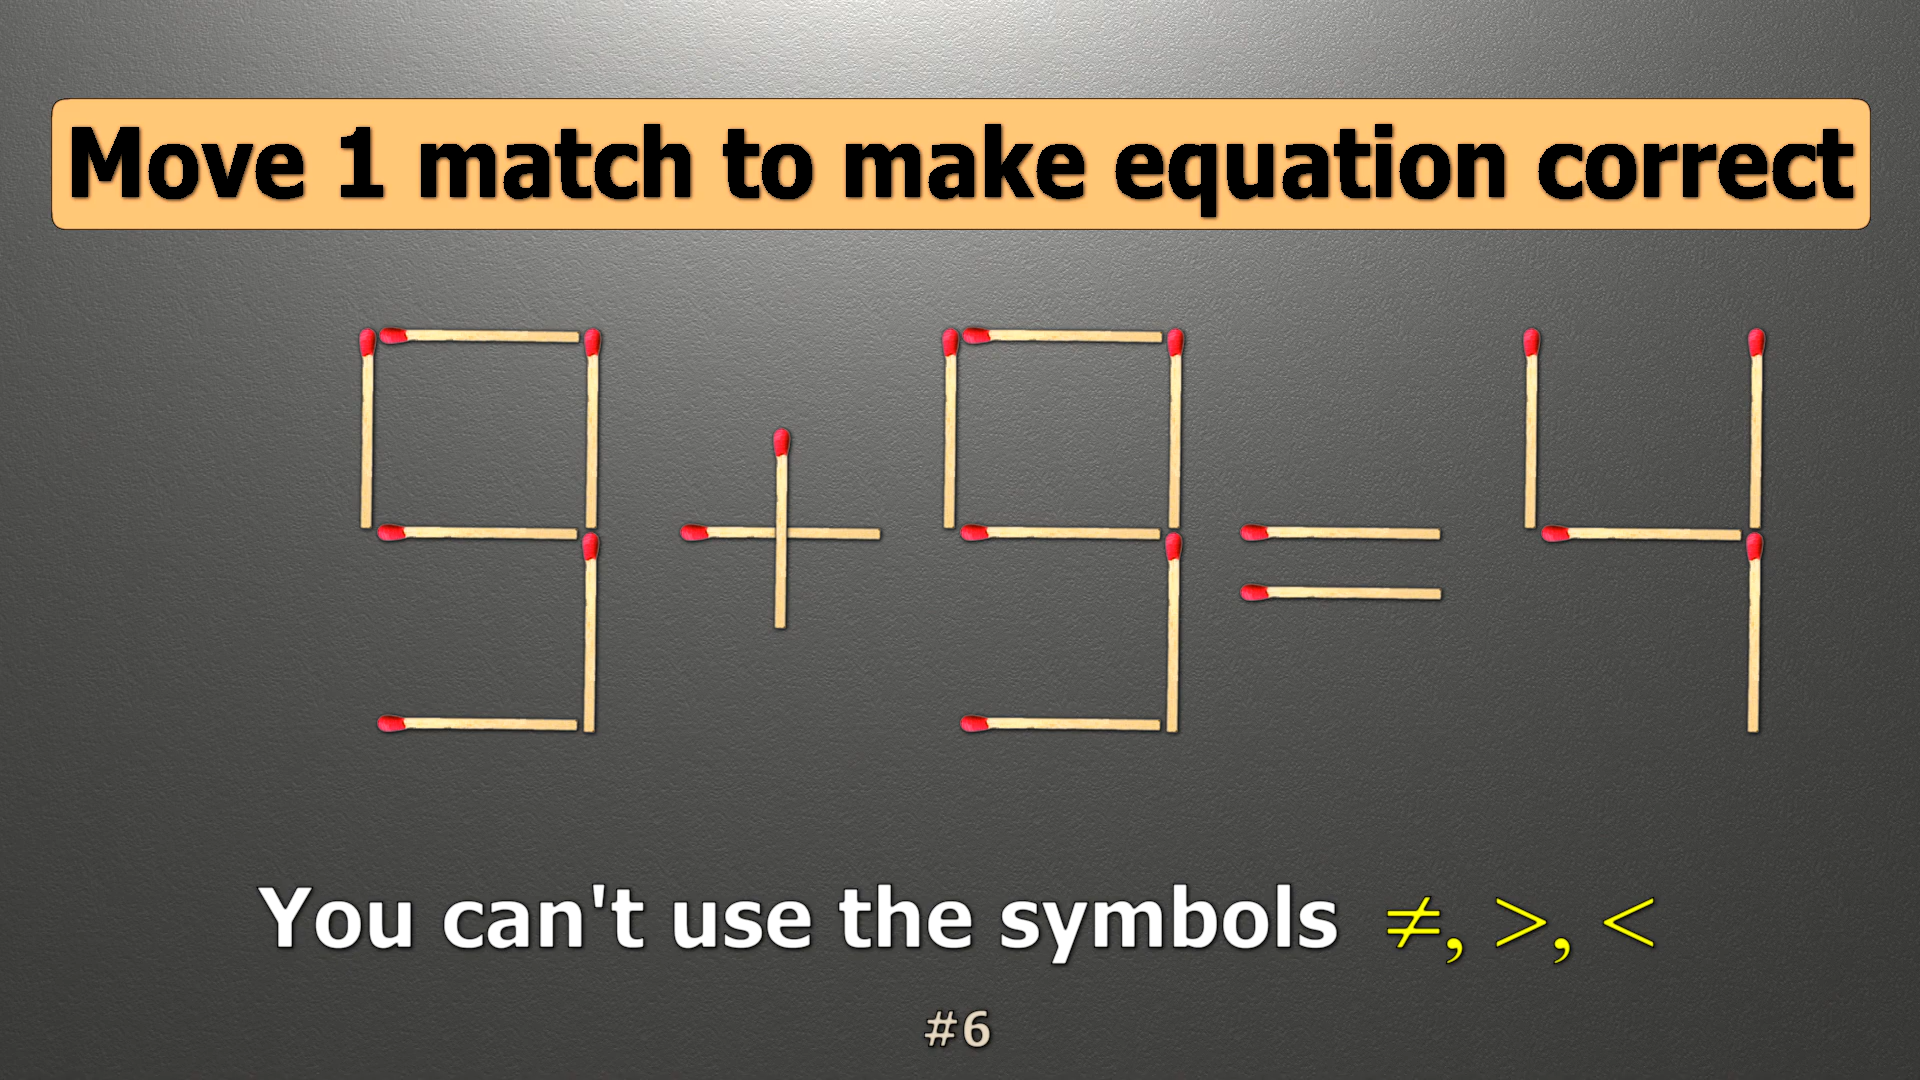 Move 1 match to make equation correct
9+9=4
You can't use the symbols ≠, >, <
#6